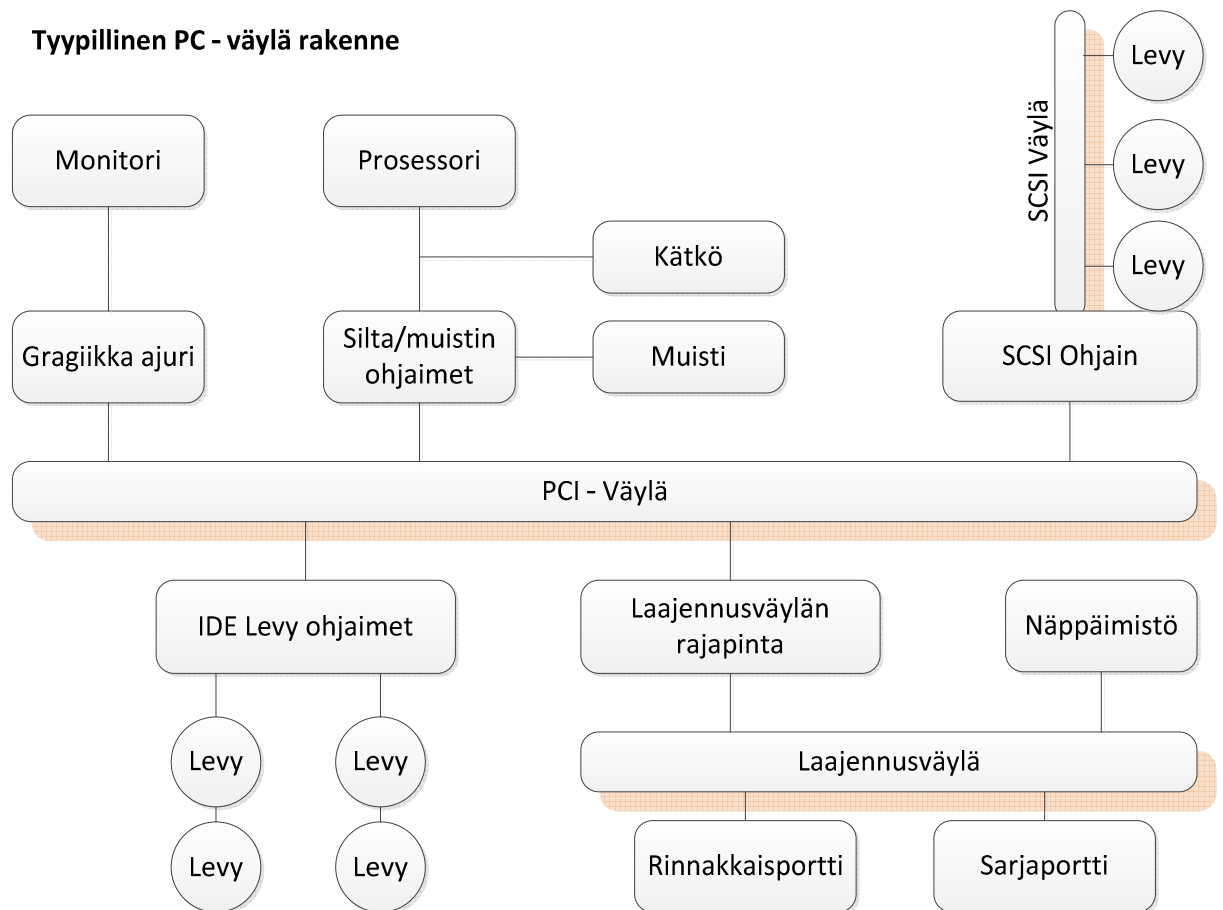 Tyypillinen PC - väylä rakenne
Levy
SCSI Väylä
Monitori
Prosessori
Levy
Kätkö
Levy
Gragiikka ajuri
Silta/muistin
ohjaimet
Muisti
SCSI Ohjain
PCI - Väylä
IDE Levy ohjaimet
Laajennusväylän
rajapinta
Näppäimistö
Levy
Levy
Laajennusväylä
Levy
Levy
Rinnakkaisportti
Sarjaportti